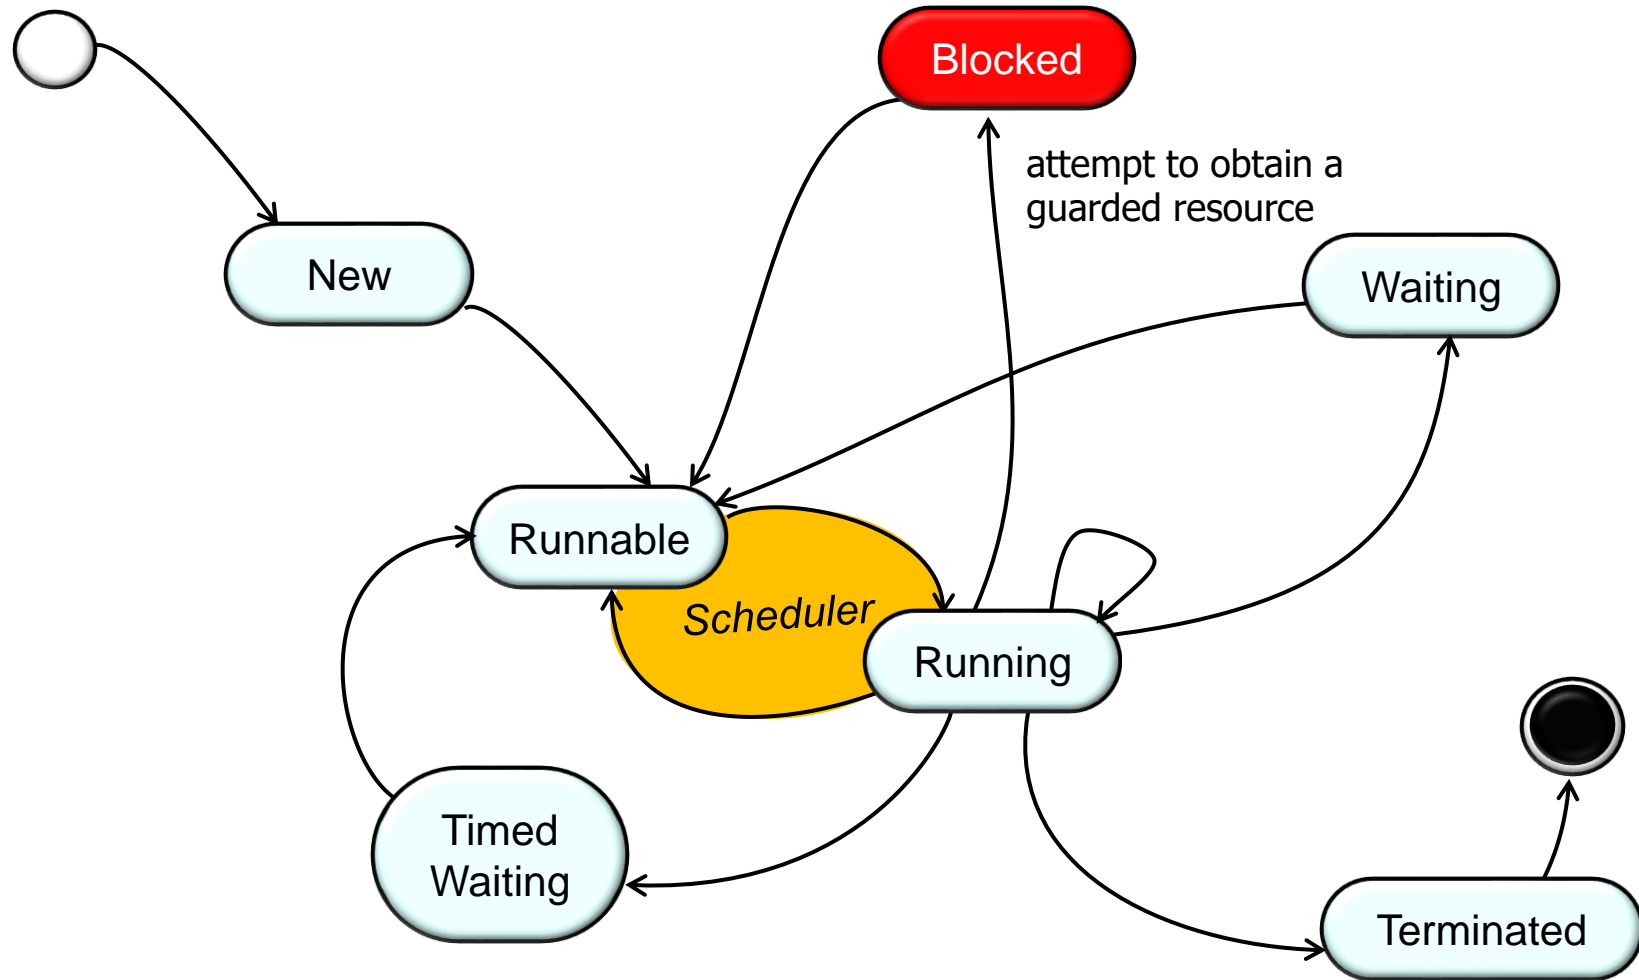 Blocked
attempt to obtain a
guarded resource
New
Waiting
Runnable
Scheduler
Running
Timed
Waiting
Terminated